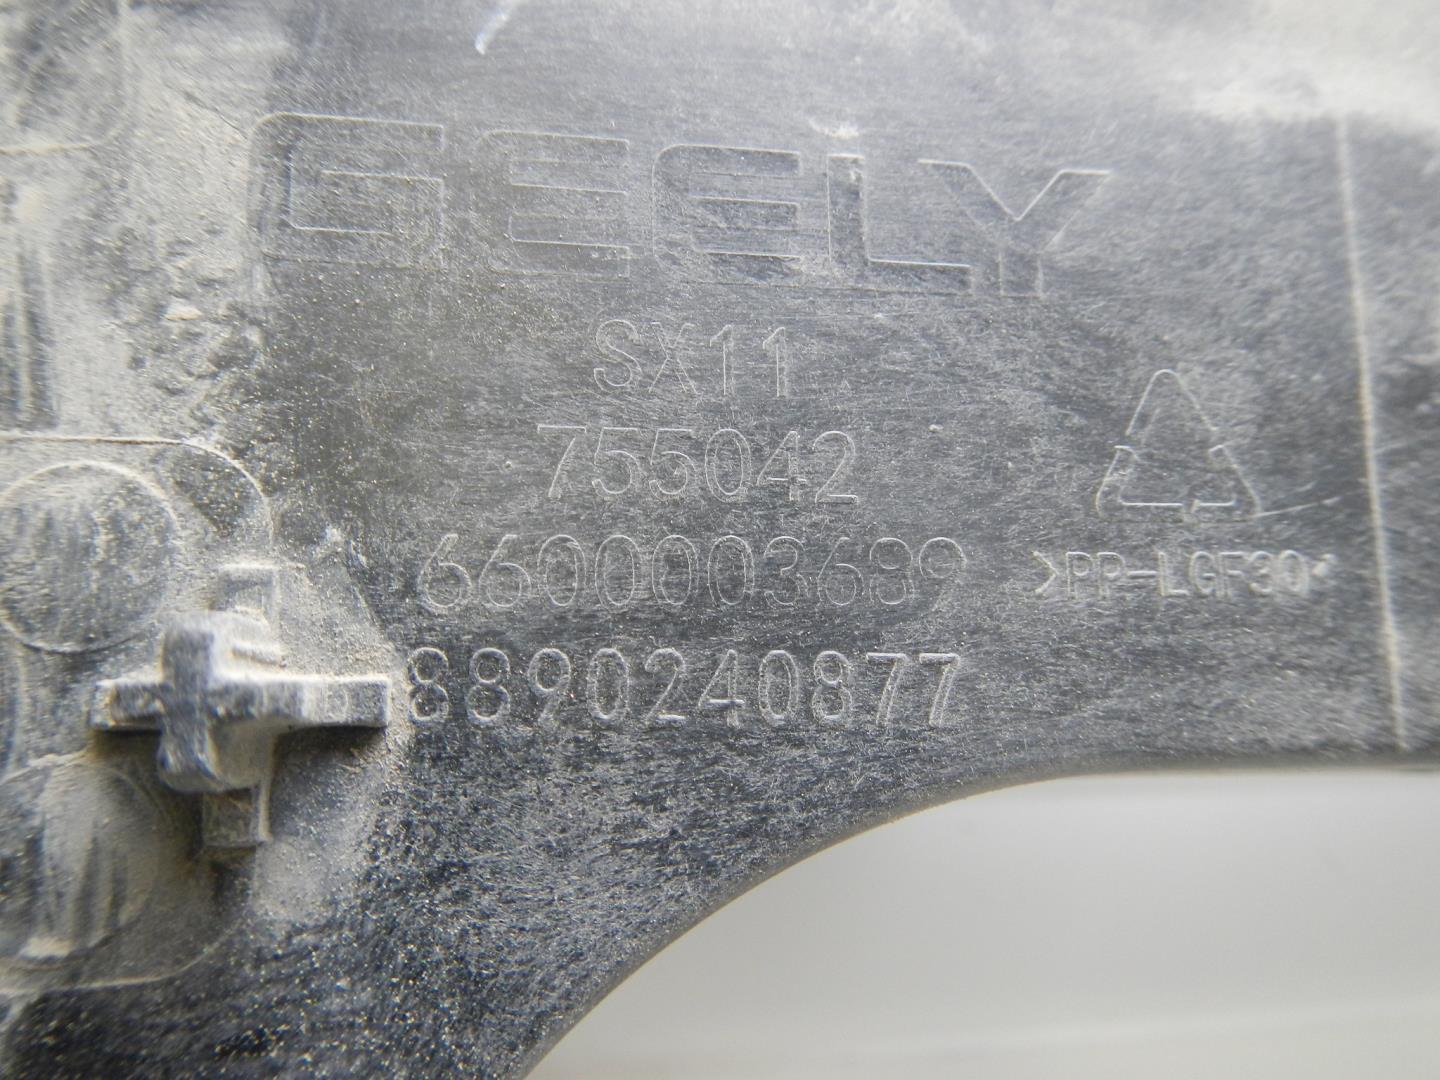 GEELY
SX11
755042
6600003689
8890240877
>PP-LGF30<